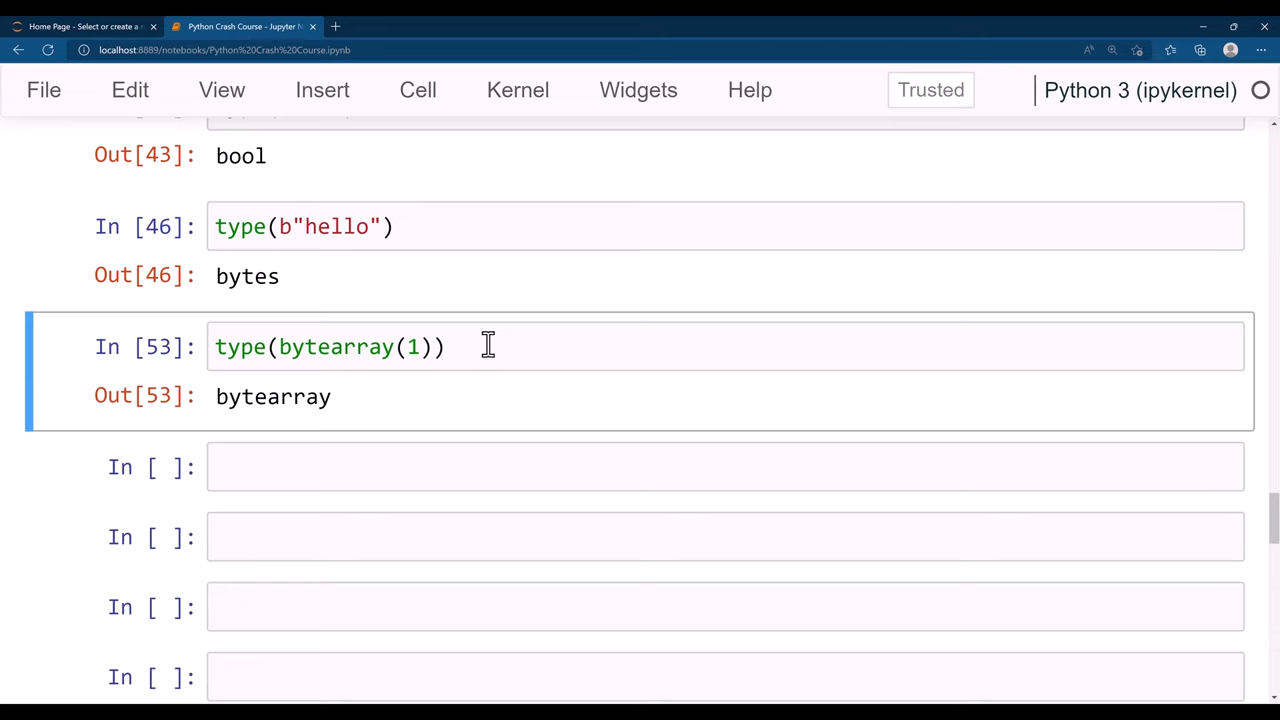 Home Page - Select or create a n
Python Crash Course - Jupyter N
localhost:8889/notebooks/Python%20Crash%20Course.ipynb
File Edit View Insert Cell Kernel Widgets Help Trusted Python 3 (ipykernel)
Out[43]: bool
In [46]: type(b"hello")
Out[46]: bytes
In [53]: type(bytearray(1))
Out[53]: bytearray
In [ ]:
In [ ]:
In [ ]:
In [ ]: